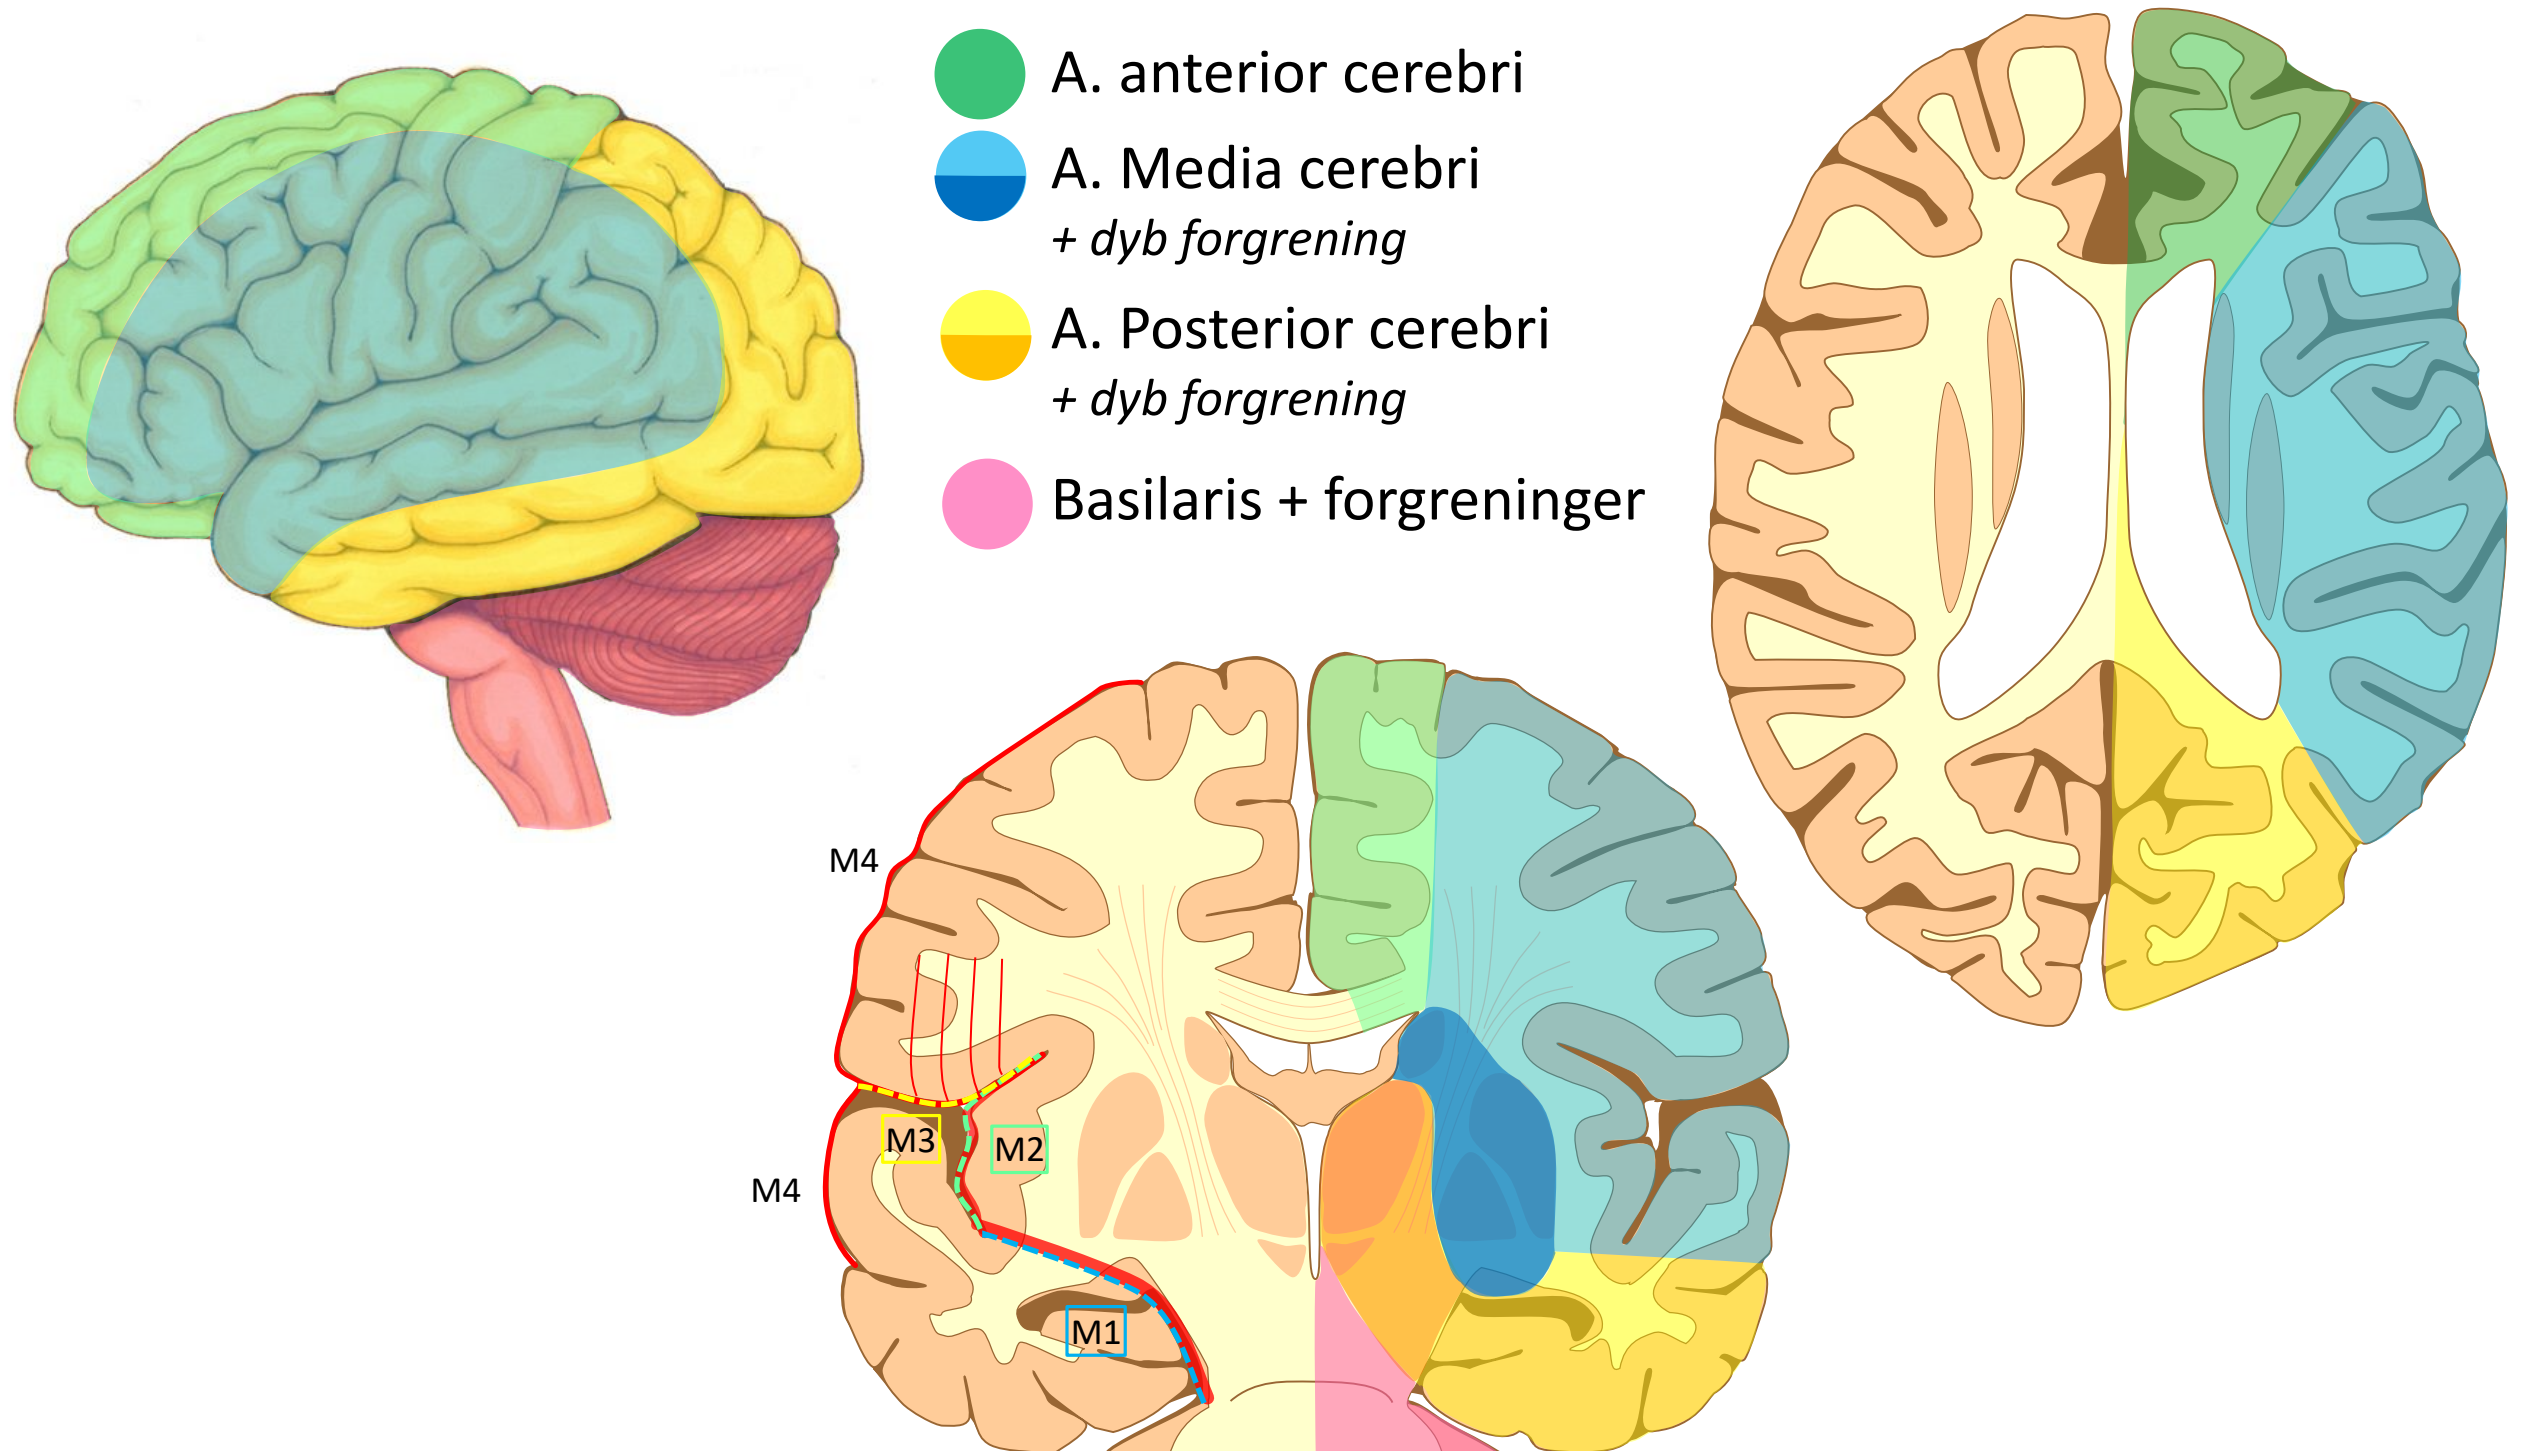 A. anterior cerebri
A. Media cerebri
+ dyb forgrening
A. Posterior cerebri
+ dyb forgrening
Basilaris + forgreninger
M4
M3
M2
M4
M1